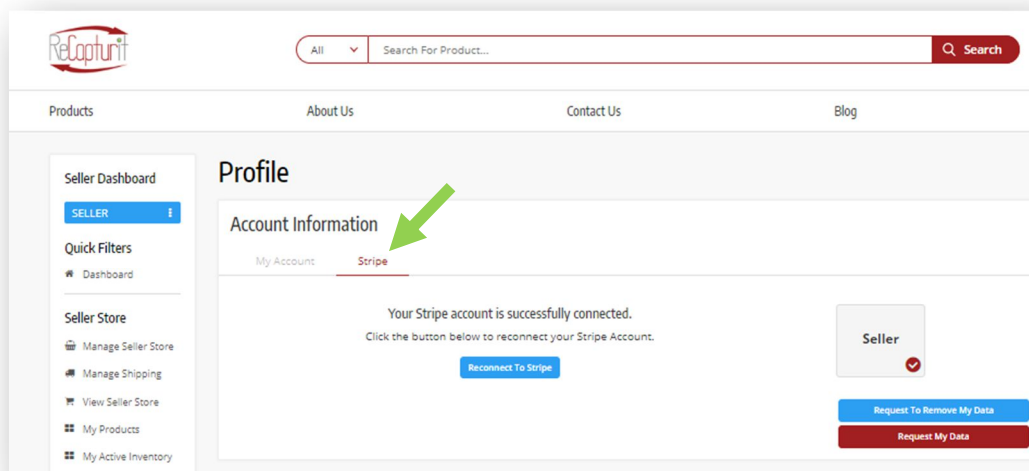 ReCapturit
All
Search For Product...
Search
Products
About Us
Contact Us
Blog
Seller Dashboard
SELLER
Quick Filters
Dashboard
Seller Store
Manage Seller Store
Manage Shipping
View Seller Store
My Products
My Active Inventory
Profile
Account Information
My Account
Stripe
Your Stripe account is successfully connected.
Click the button below to reconnect your Stripe Account.
Reconnect To Stripe
Seller
Request To Remove My Data
Request My Data